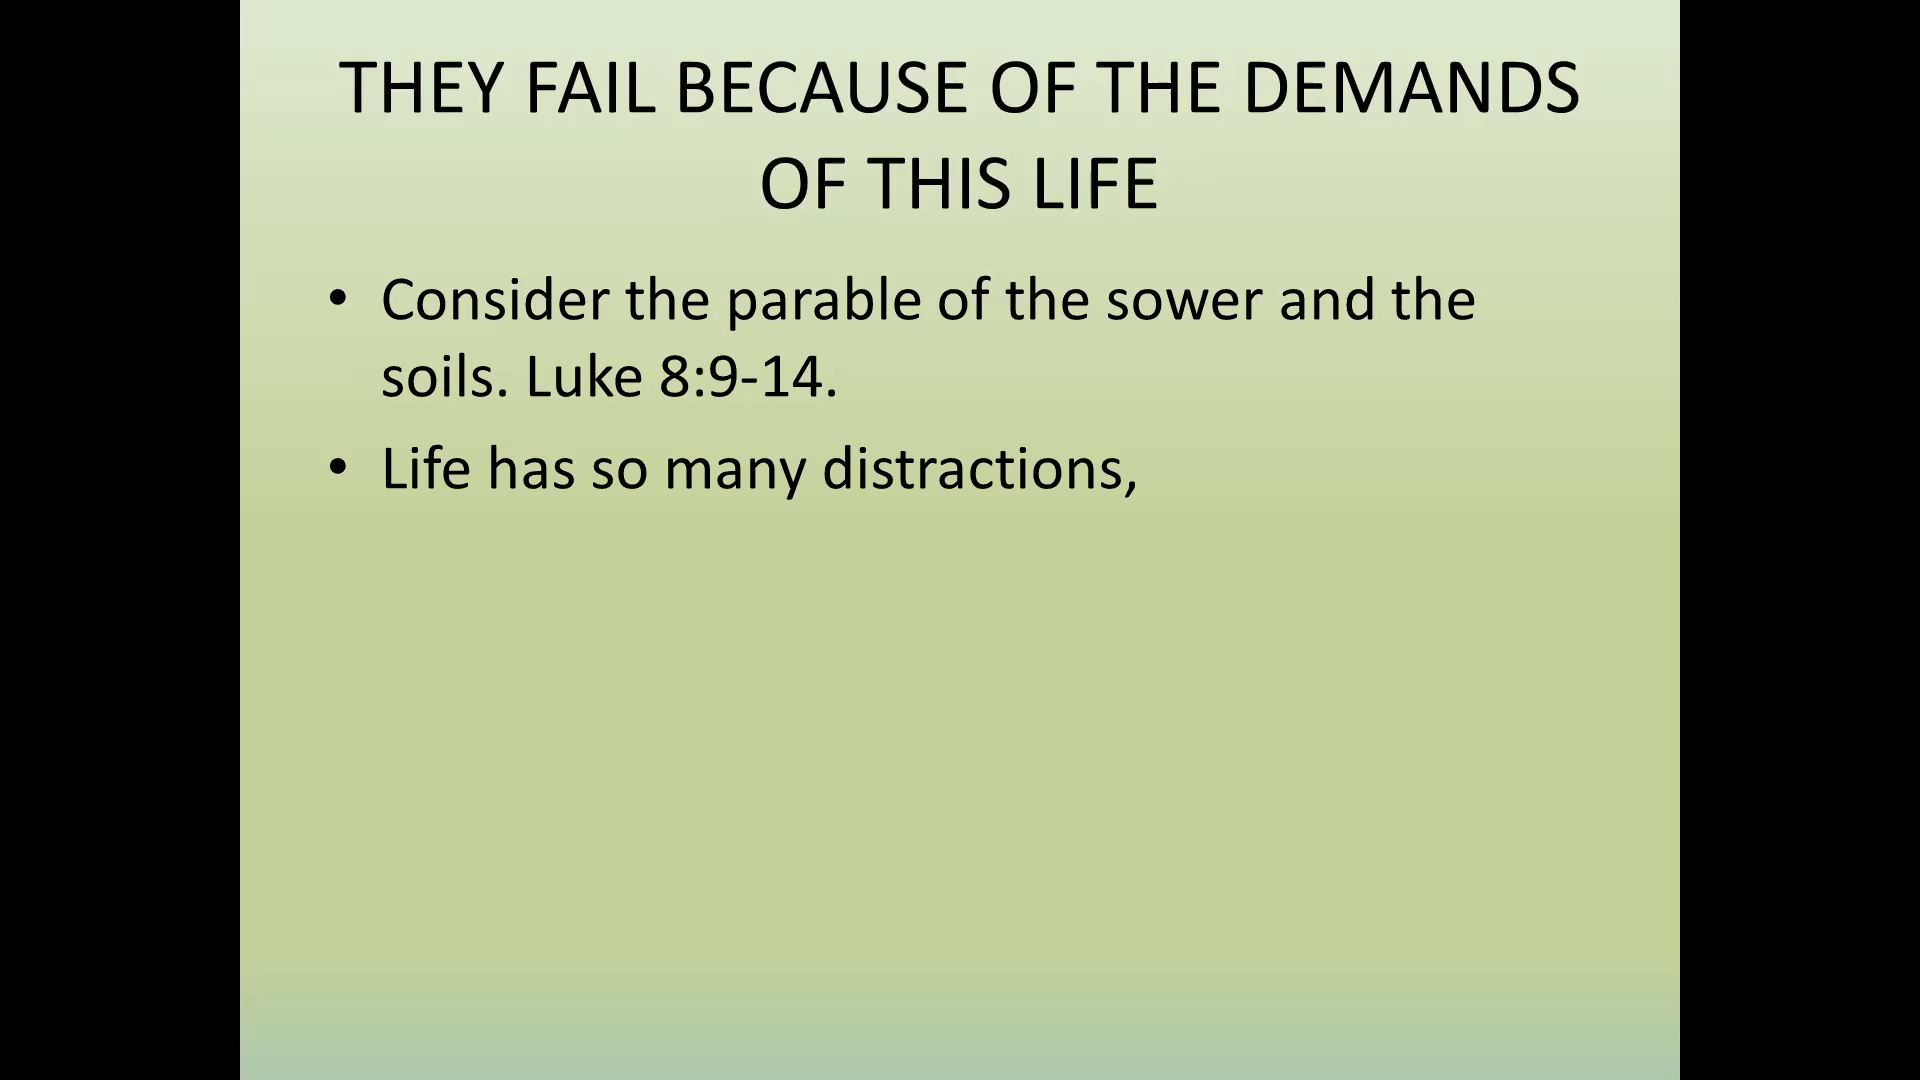 THEY FAIL BECAUSE OF THE DEMANDS
OF THIS LIFE
• Consider the parable of the sower and the
soils. Luke 8:9-14.
• Life has so many distractions,